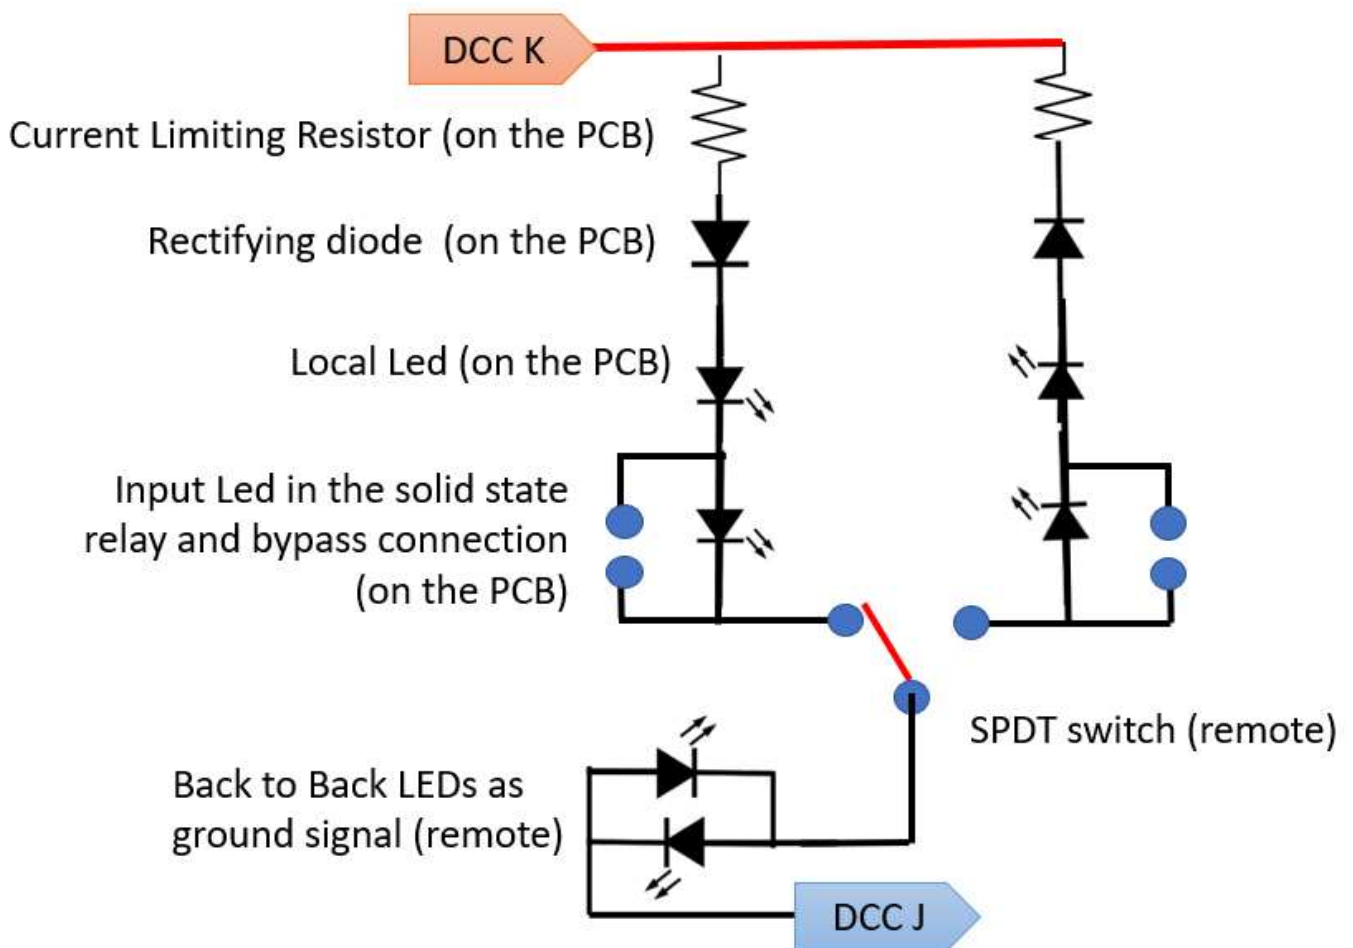 DCC K
Current Limiting Resistor (on the PCB)
Rectifying diode  (on the PCB)
Local Led (on the PCB)
Input Led in the solid state
relay and bypass connection
(on the PCB)
SPDT switch (remote)
Back to Back LEDs as
ground signal (remote)
DCC J